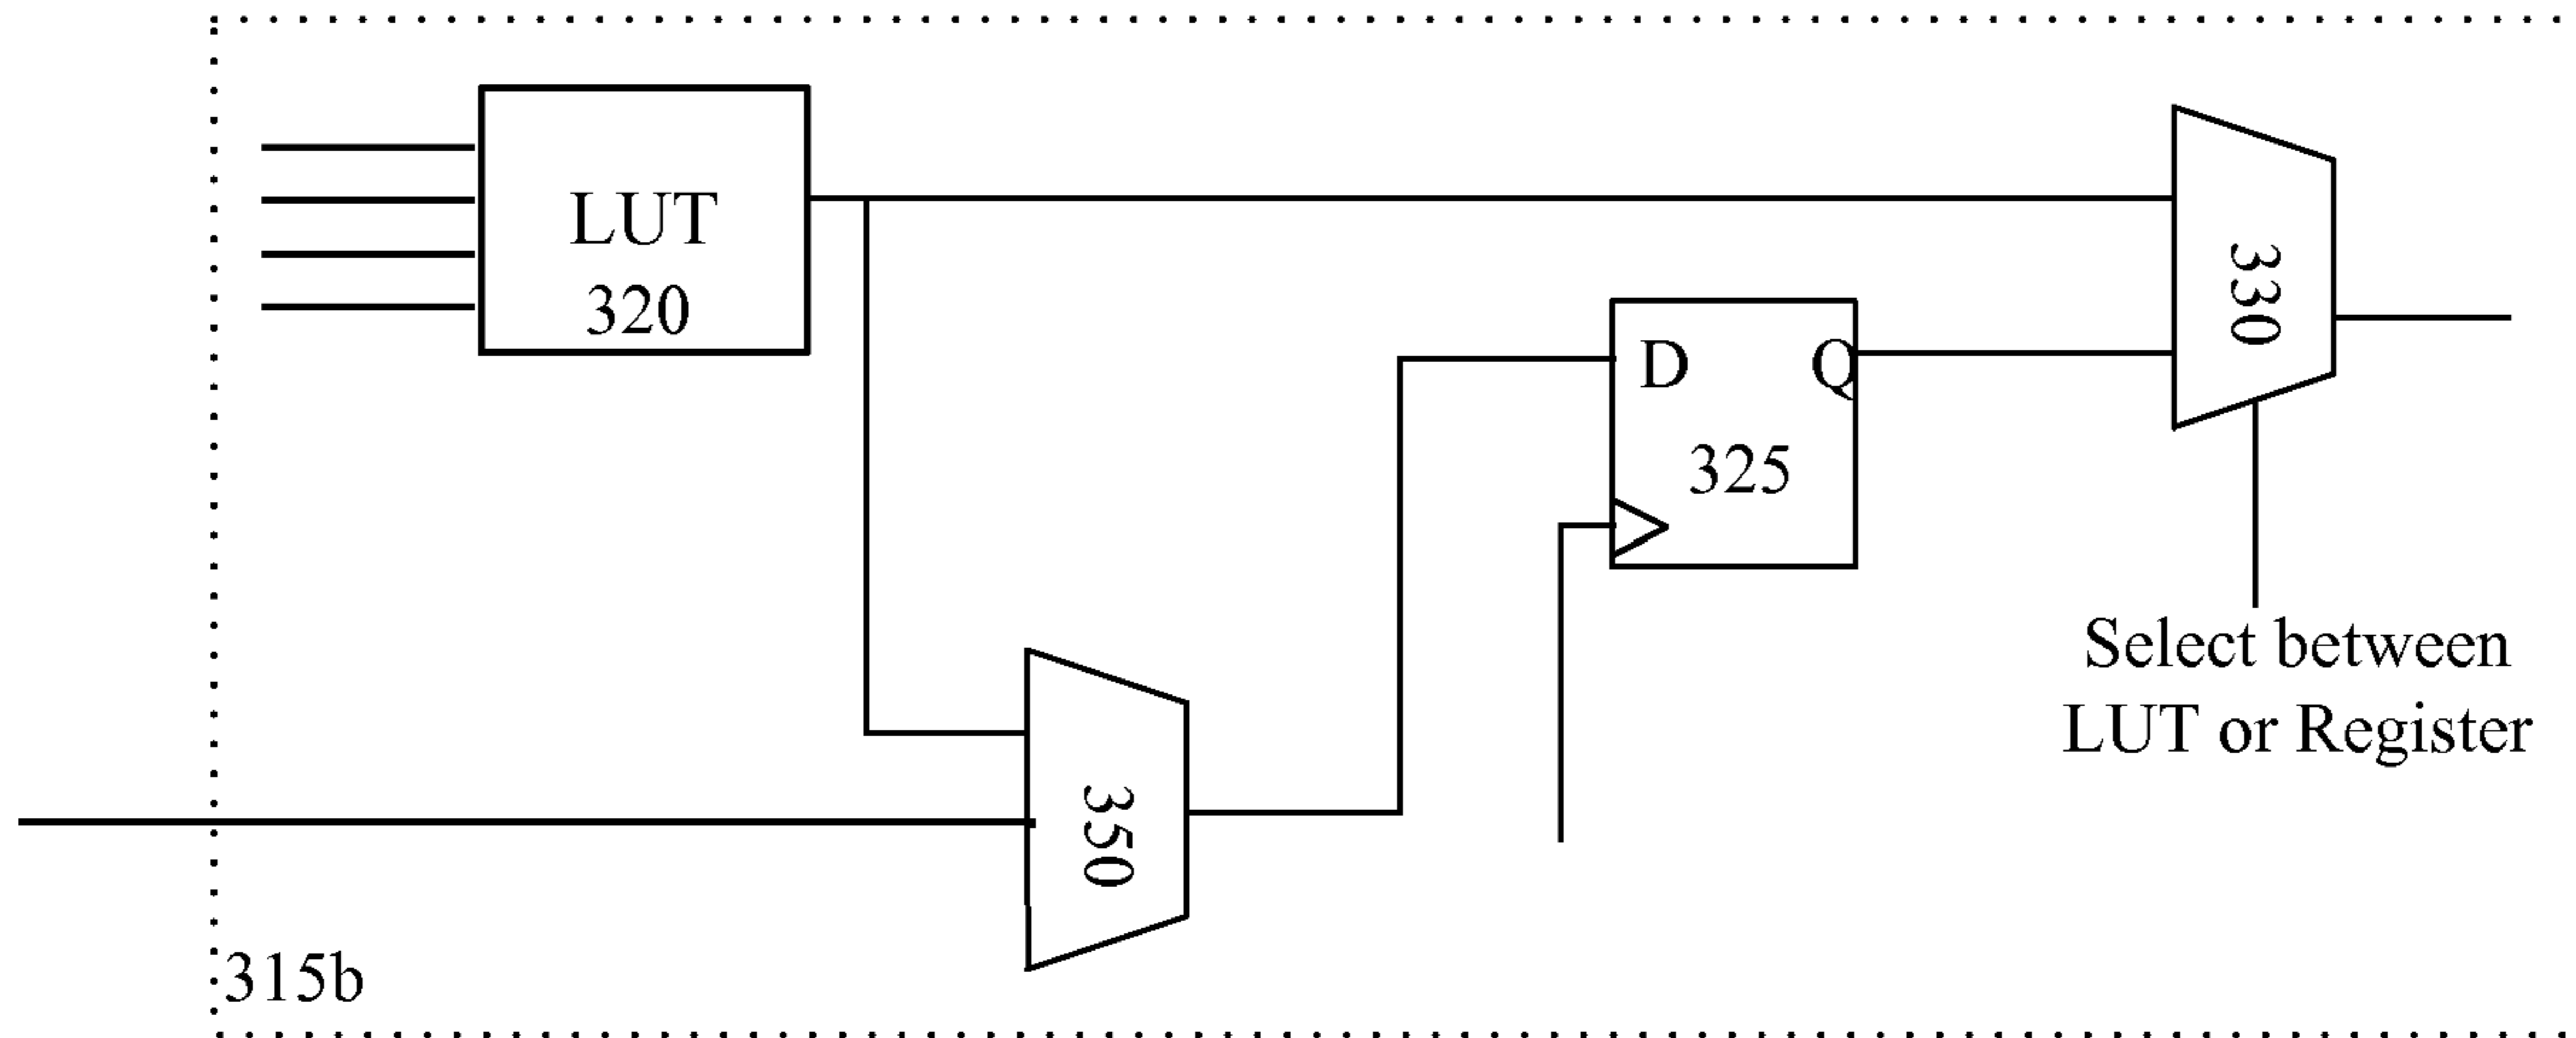 LUT
320
330
D Q
325
Select between
LUT or Register
350
315b